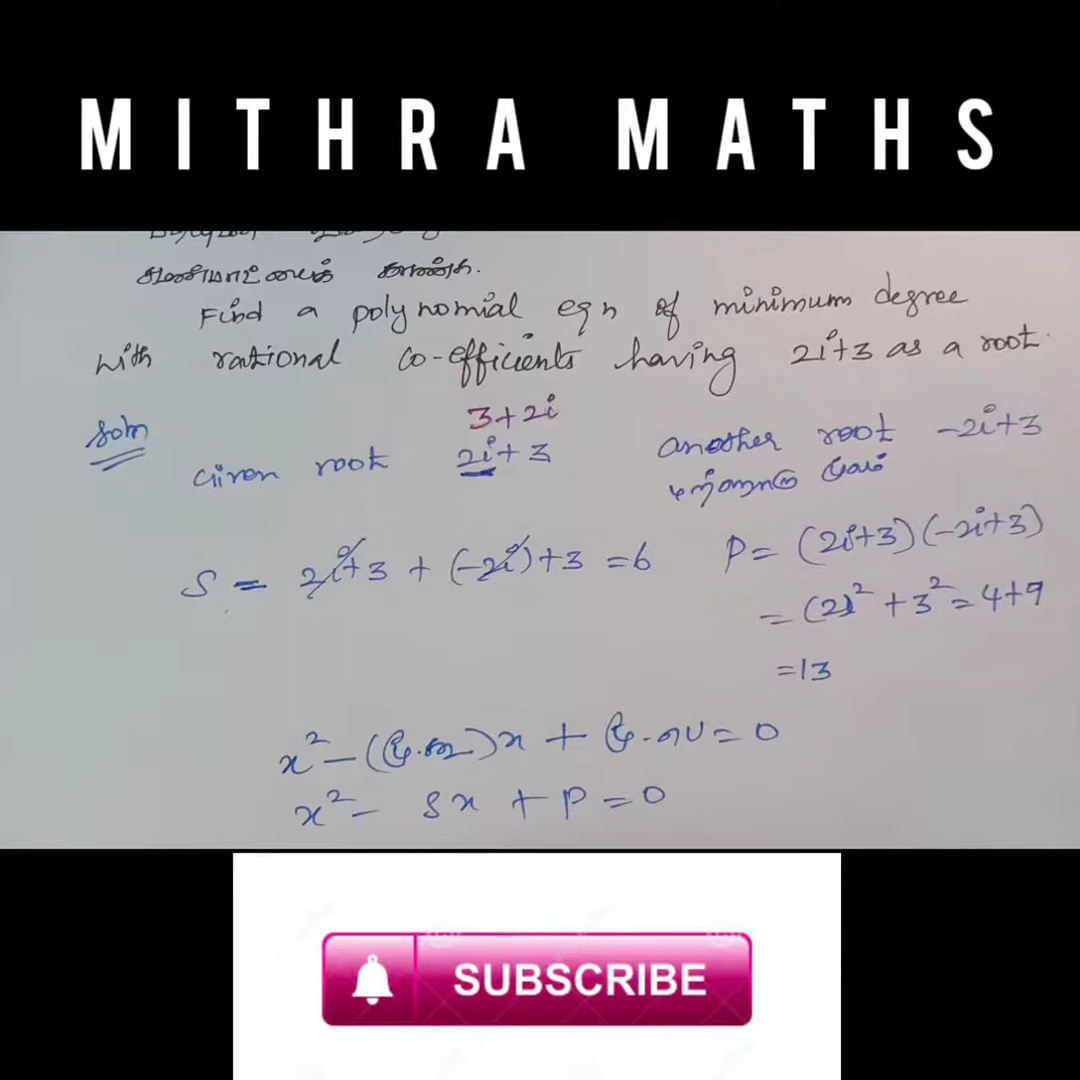 MITHRA MATHS
காண்க.
Find a polynomial eqn of minimum degree
with rational co-efficients having 2i+3 as a root.
3+2i
Soln
Given root 2i+3
another root -2i+3
மற்றொரு மூலம்
S = 2i+3 + (-2i)+3 = 6
P = (2i+3)(-2i+3)
= (2)² + 3² = 4+9
=13
x² - (மூ.கூ)x + மூ.பெ = 0
x² - Sx + P = 0
SUBSCRIBE